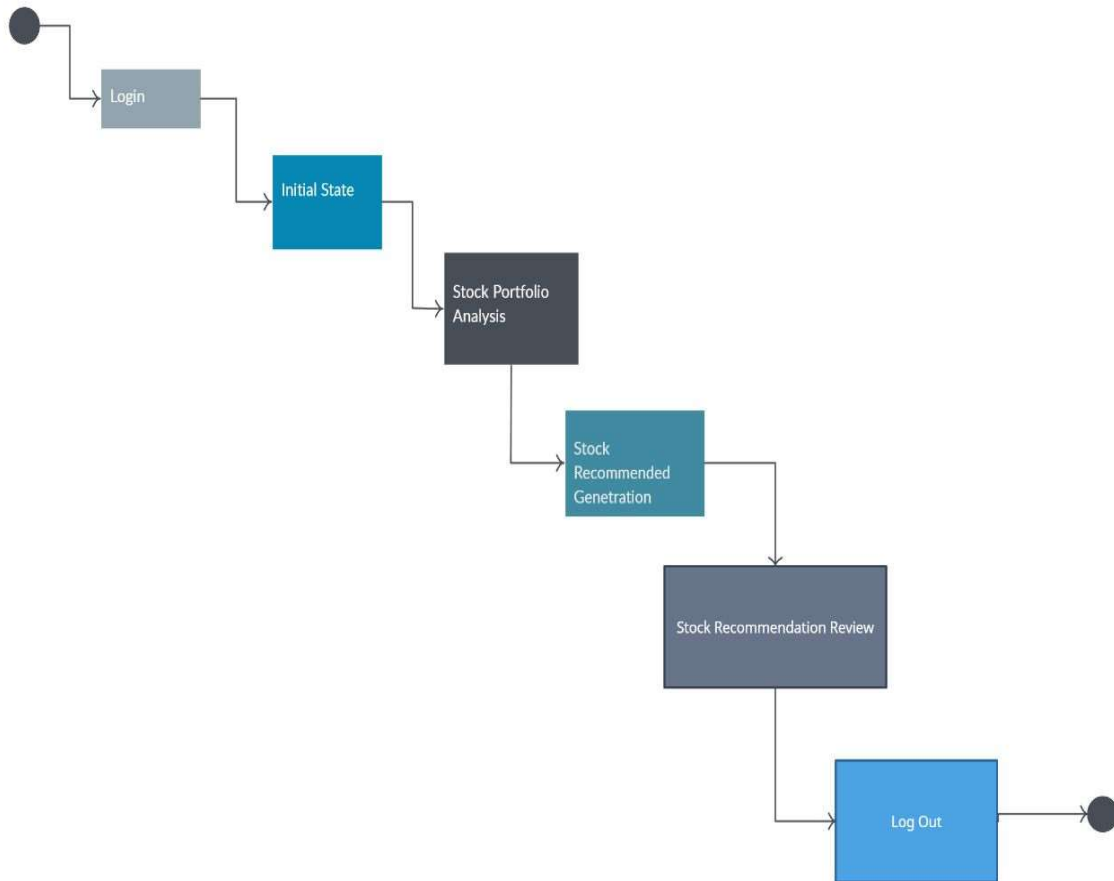 Login
Initial State
Stock Portfolio
Analysis
Stock
Recommended
Genetration
Stock Recommendation Review
Log Out